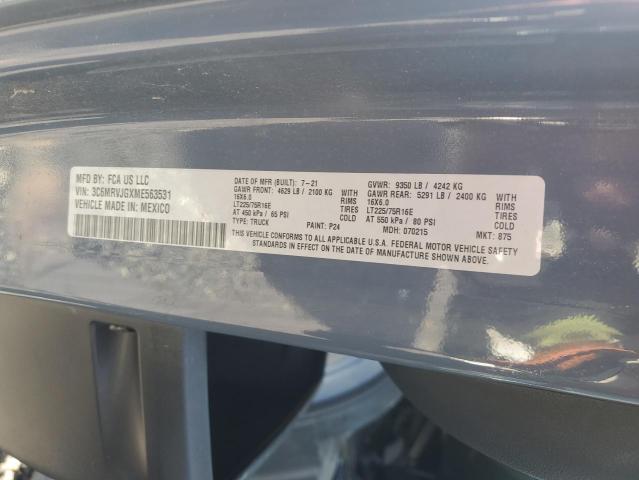 MFD BY: FCA US LLC
VIN: 3C6MRVJGXME563531
VEHICLE MADE IN: MEXICO
DATE OF MFR (BUILT): 7-21 GVWR: 9350 LB / 4242 KG
GAWR FRONT: 4629 LB / 2100 KG GAWR REAR: 5291 LB / 2400 KG
16X6.0 RIMS 16X6.0 RIMS
LT225/75R16E TIRES LT225/75R16E TIRES
AT 450 kPa / 65 PSI COLD AT 550 kPa / 80 PSI COLD
TYPE: TRUCK PAINT: P24 MDH: 070215 MKT: 875
THIS VEHICLE CONFORMS TO ALL APPLICABLE U.S.A. FEDERAL MOTOR VEHICLE SAFETY
STANDARDS IN EFFECT ON THE DATE OF MANUFACTURE SHOWN ABOVE.